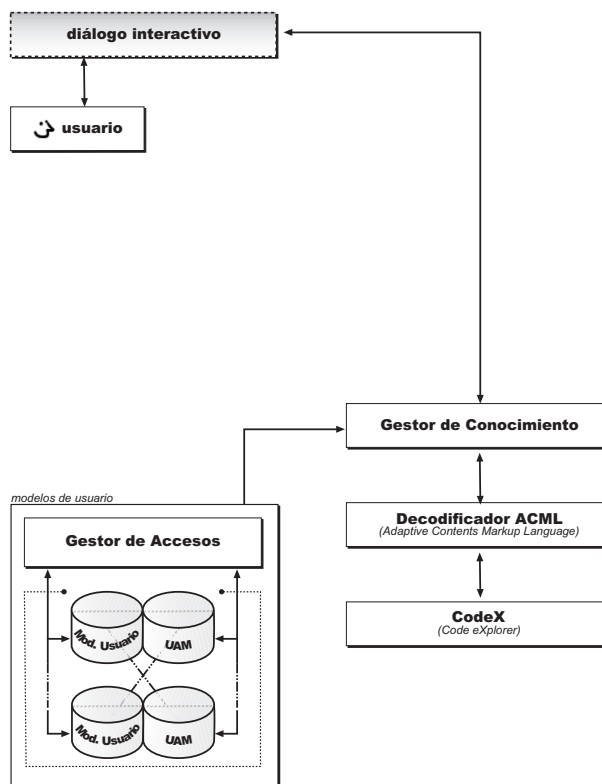 diálogo interactivo
usuario
Gestor de Conocimiento
modelos de usuario
Gestor de Accesos
Decodificador ACML
(Adaptive Contents Markup Language)
CodeX
(Code eXplorer)
Mod. Usuario
UAM
Mod. Usuario
UAM